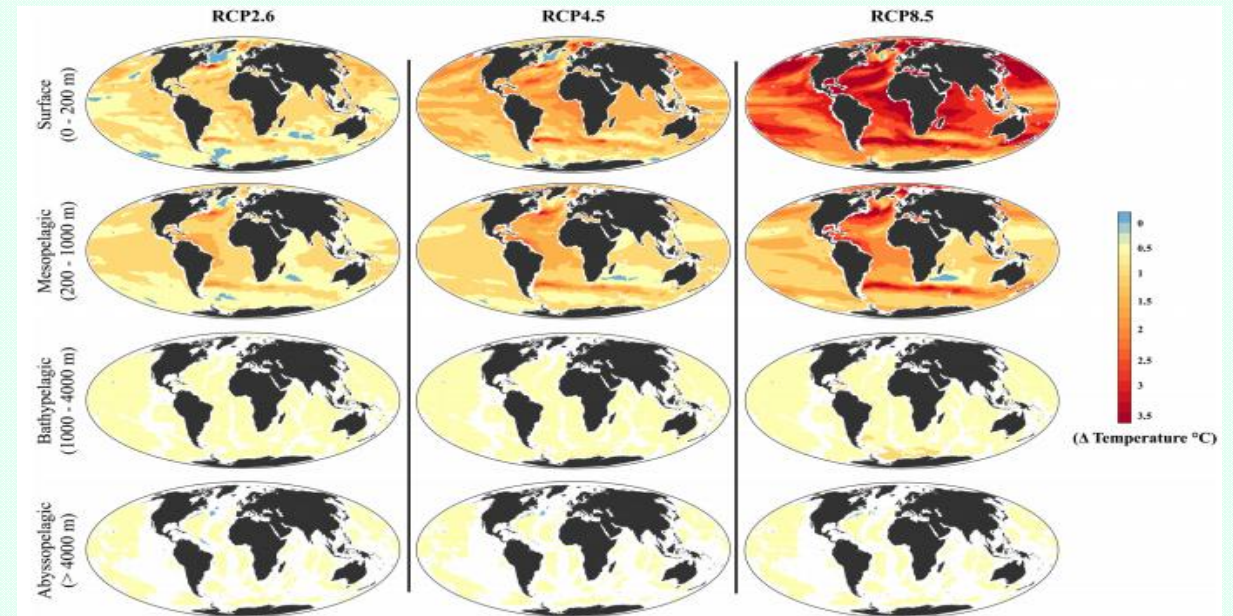 RCP2.6
RCP4.5
RCP8.5
Surface
(0 - 200 m)
Mesopelagic
(200 - 1000 m)
Bathypelagic
(1000 - 4000 m)
Abyssopelagic
(> 4000 m)
0
0.5
1
1.5
2
2.5
3
3.5
(Δ Temperature °C)